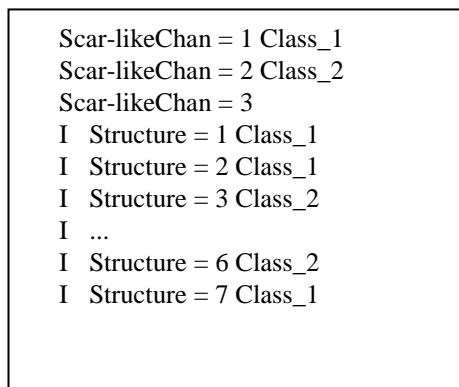 Scar-likeChan = 1 Class_1
Scar-likeChan = 2 Class_2
Scar-likeChan = 3
I Structure = 1 Class_1
I Structure = 2 Class_1
I Structure = 3 Class_2
I ...
I Structure = 6 Class_2
I Structure = 7 Class_1